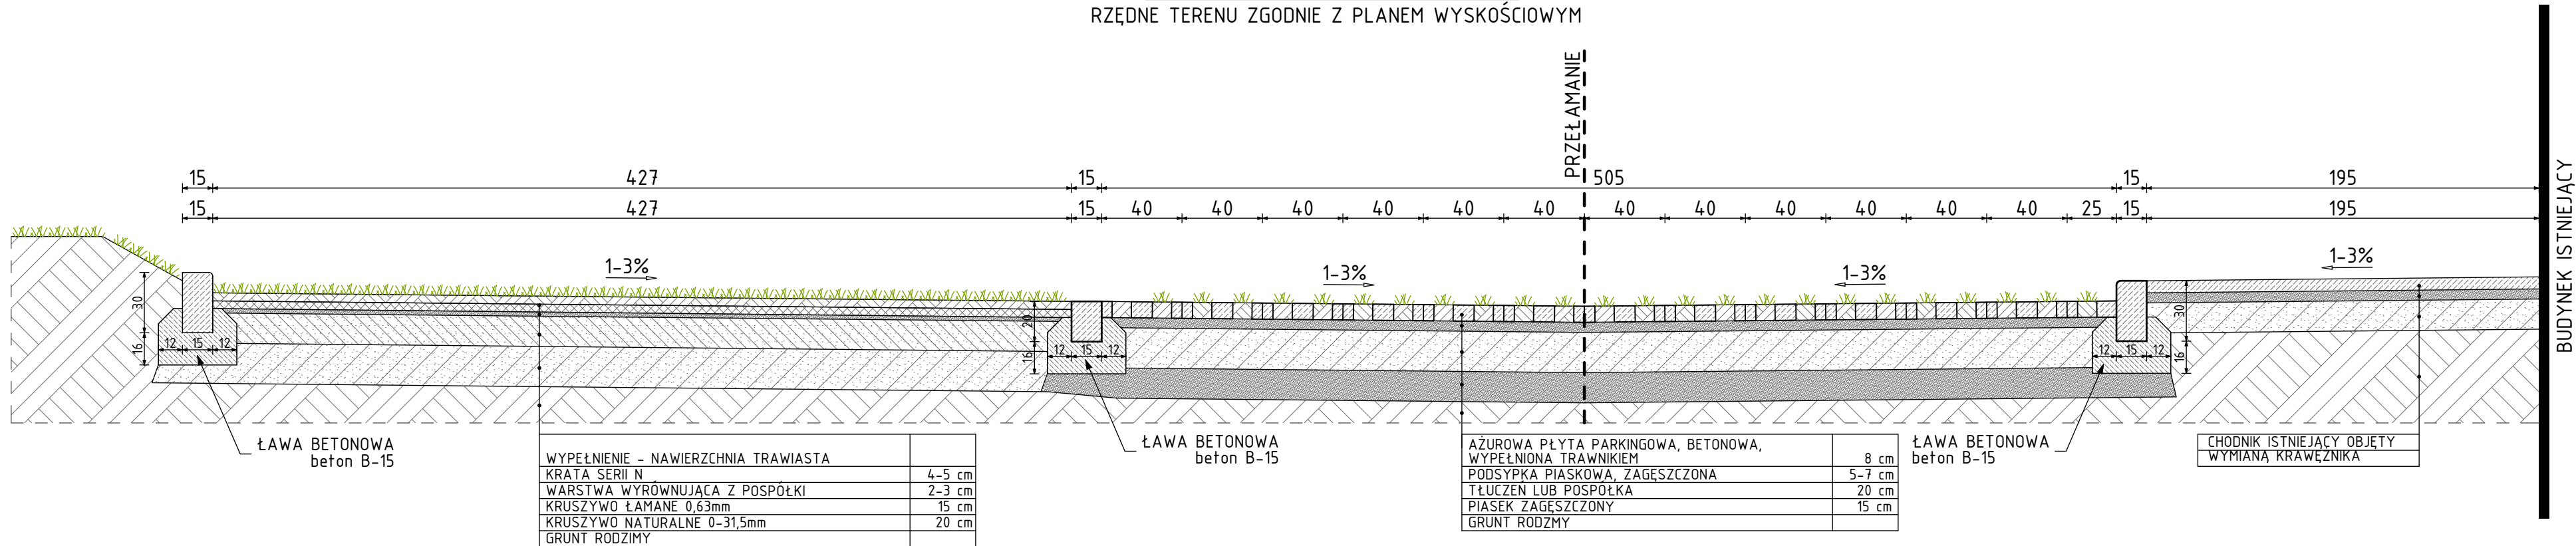 RZĘDNE TERENU ZGODNIE Z PLANEM WYSKOŚCIOWYM
PRZEŁAMANIE
BUDYNEK ISTNIEJĄCY
15 427 15 505 15 195
15 427 15 40 40 40 40 40 40 40 40 40 40 40 40 25 15 195
1-3% 1-3% 1-3% 1-3%
30 20 30
16 16 16
12 15 12 12 15 12 12 15 12
ŁAWA BETONOWA
beton B-15
WYPEŁNIENIE - NAWIERZCHNIA TRAWIASTA
KRATA SERII N 4-5 cm
WARSTWA WYRÓWNUJĄCA Z POSPÓŁKI 2-3 cm
KRUSZYWO ŁAMANE 0,63mm 15 cm
KRUSZYWO NATURALNE 0-31,5mm 20 cm
GRUNT RODZIMY
ŁAWA BETONOWA
beton B-15
AŻUROWA PŁYTA PARKINGOWA, BETONOWA,
WYPEŁNIONA TRAWNIKIEM 8 cm
PODSYPKA PIASKOWA, ZAGĘSZCZONA 5-7 cm
TŁUCZEŃ LUB POSPÓŁKA 20 cm
PIASEK ZAGĘSZCZONY 15 cm
GRUNT RODZMY
ŁAWA BETONOWA
beton B-15
CHODNIK ISTNIEJĄCY OBJĘTY
WYMIANĄ KRAWĘŻNIKA